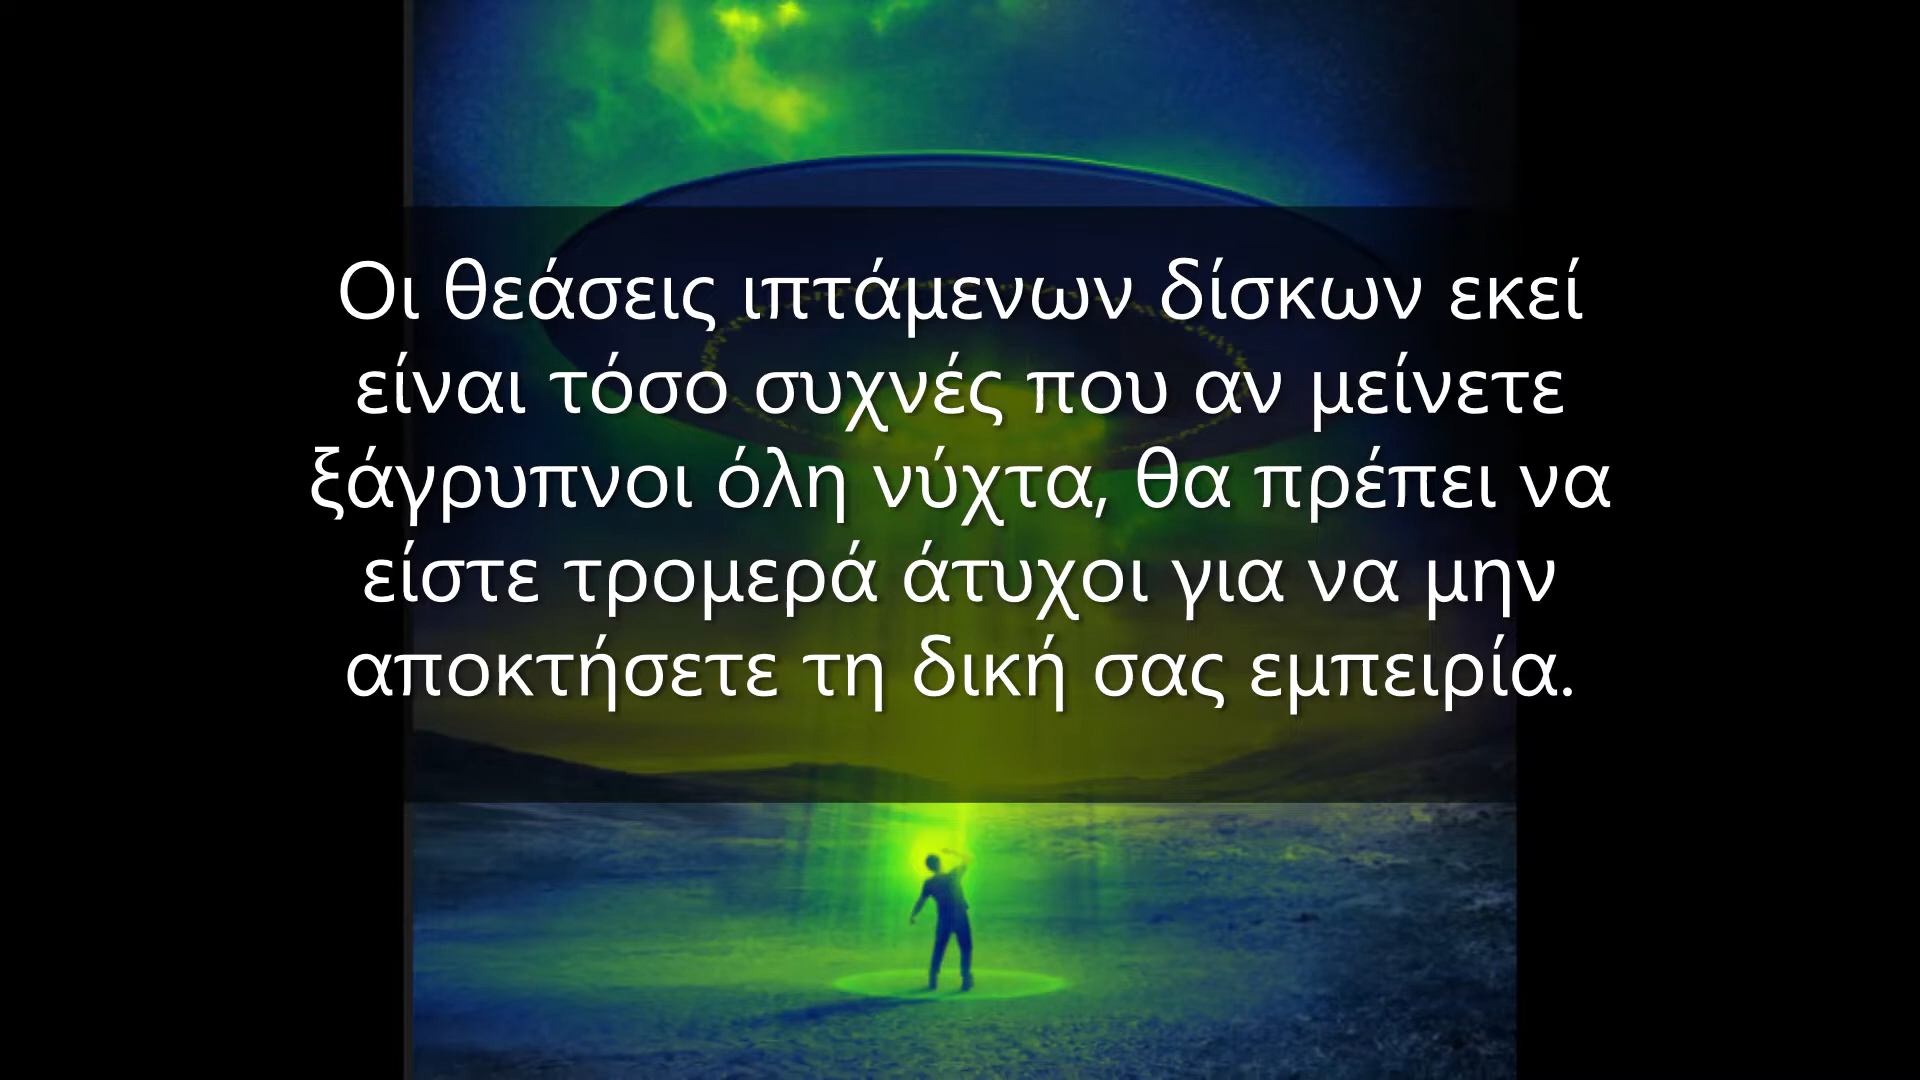 Οι θεάσεις ιπτάμενων δίσκων εκεί
είναι τόσο συχνές που αν μείνετε
ξάγρυπνοι όλη νύχτα, θα πρέπει να
είστε τρομερά άτυχοι για να μην
αποκτήσετε τη δική σας εμπειρία.